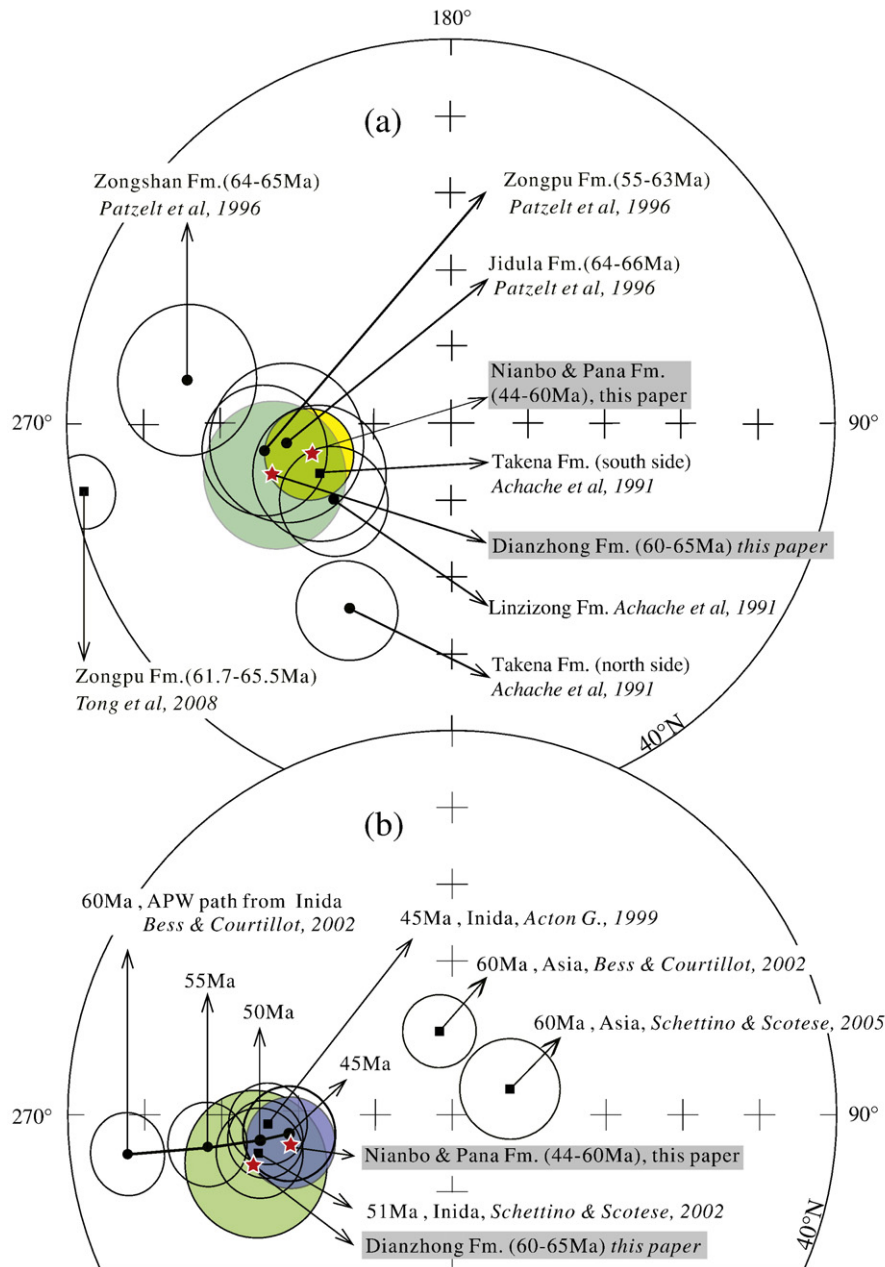 180°
(a)
Zongshan Fm.(64-65Ma)
Patzelt et al, 1996
Zongpu Fm.(55-63Ma)
Patzelt et al, 1996
Jidula Fm.(64-66Ma)
Patzelt et al, 1996
Nianbo & Pana Fm.
(44-60Ma), this paper
270°
90°
Takena Fm. (south side)
Achache et al, 1991
Dianzhong Fm. (60-65Ma) this paper
Linzizong Fm. Achache et al, 1991
Zongpu Fm.(61.7-65.5Ma)
Tong et al, 2008
Takena Fm. (north side)
Achache et al, 1991
40°N
(b)
60Ma , APW path from Inida
Bess & Courtillot, 2002
45Ma , Inida, Acton G., 1999
60Ma , Asia, Bess & Courtillot, 2002
55Ma
50Ma
60Ma , Asia, Schettino & Scotese, 2005
45Ma
270°
90°
Nianbo & Pana Fm. (44-60Ma), this paper
51Ma , Inida, Schettino & Scotese, 2002
Dianzhong Fm. (60-65Ma) this paper
40°N